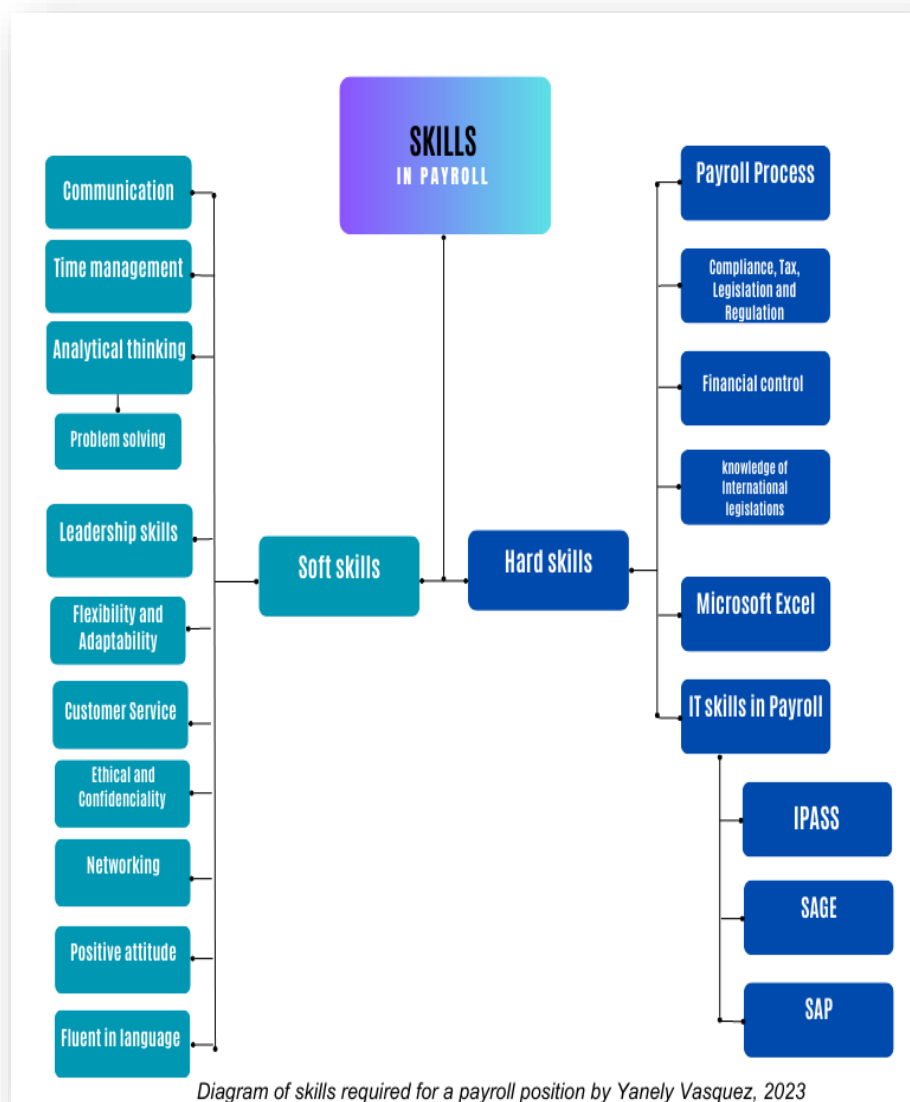 SKILLS
IN PAYROLL
Communication
Time management
Analytical thinking
Problem solving
Leadership skills
Flexibility and
Adaptability
Customer Service
Ethical and
Confidenciality
Networking
Positive attitude
Fluent in language
Soft skills
Hard skills
Payroll Process
Compliance, Tax,
Legislation and
Regulation
Financial control
knowledge of
International
legislations
Microsoft Excel
IT skills in Payroll
IPASS
SAGE
SAP
Diagram of skills required for a payroll position by Yanely Vasquez, 2023